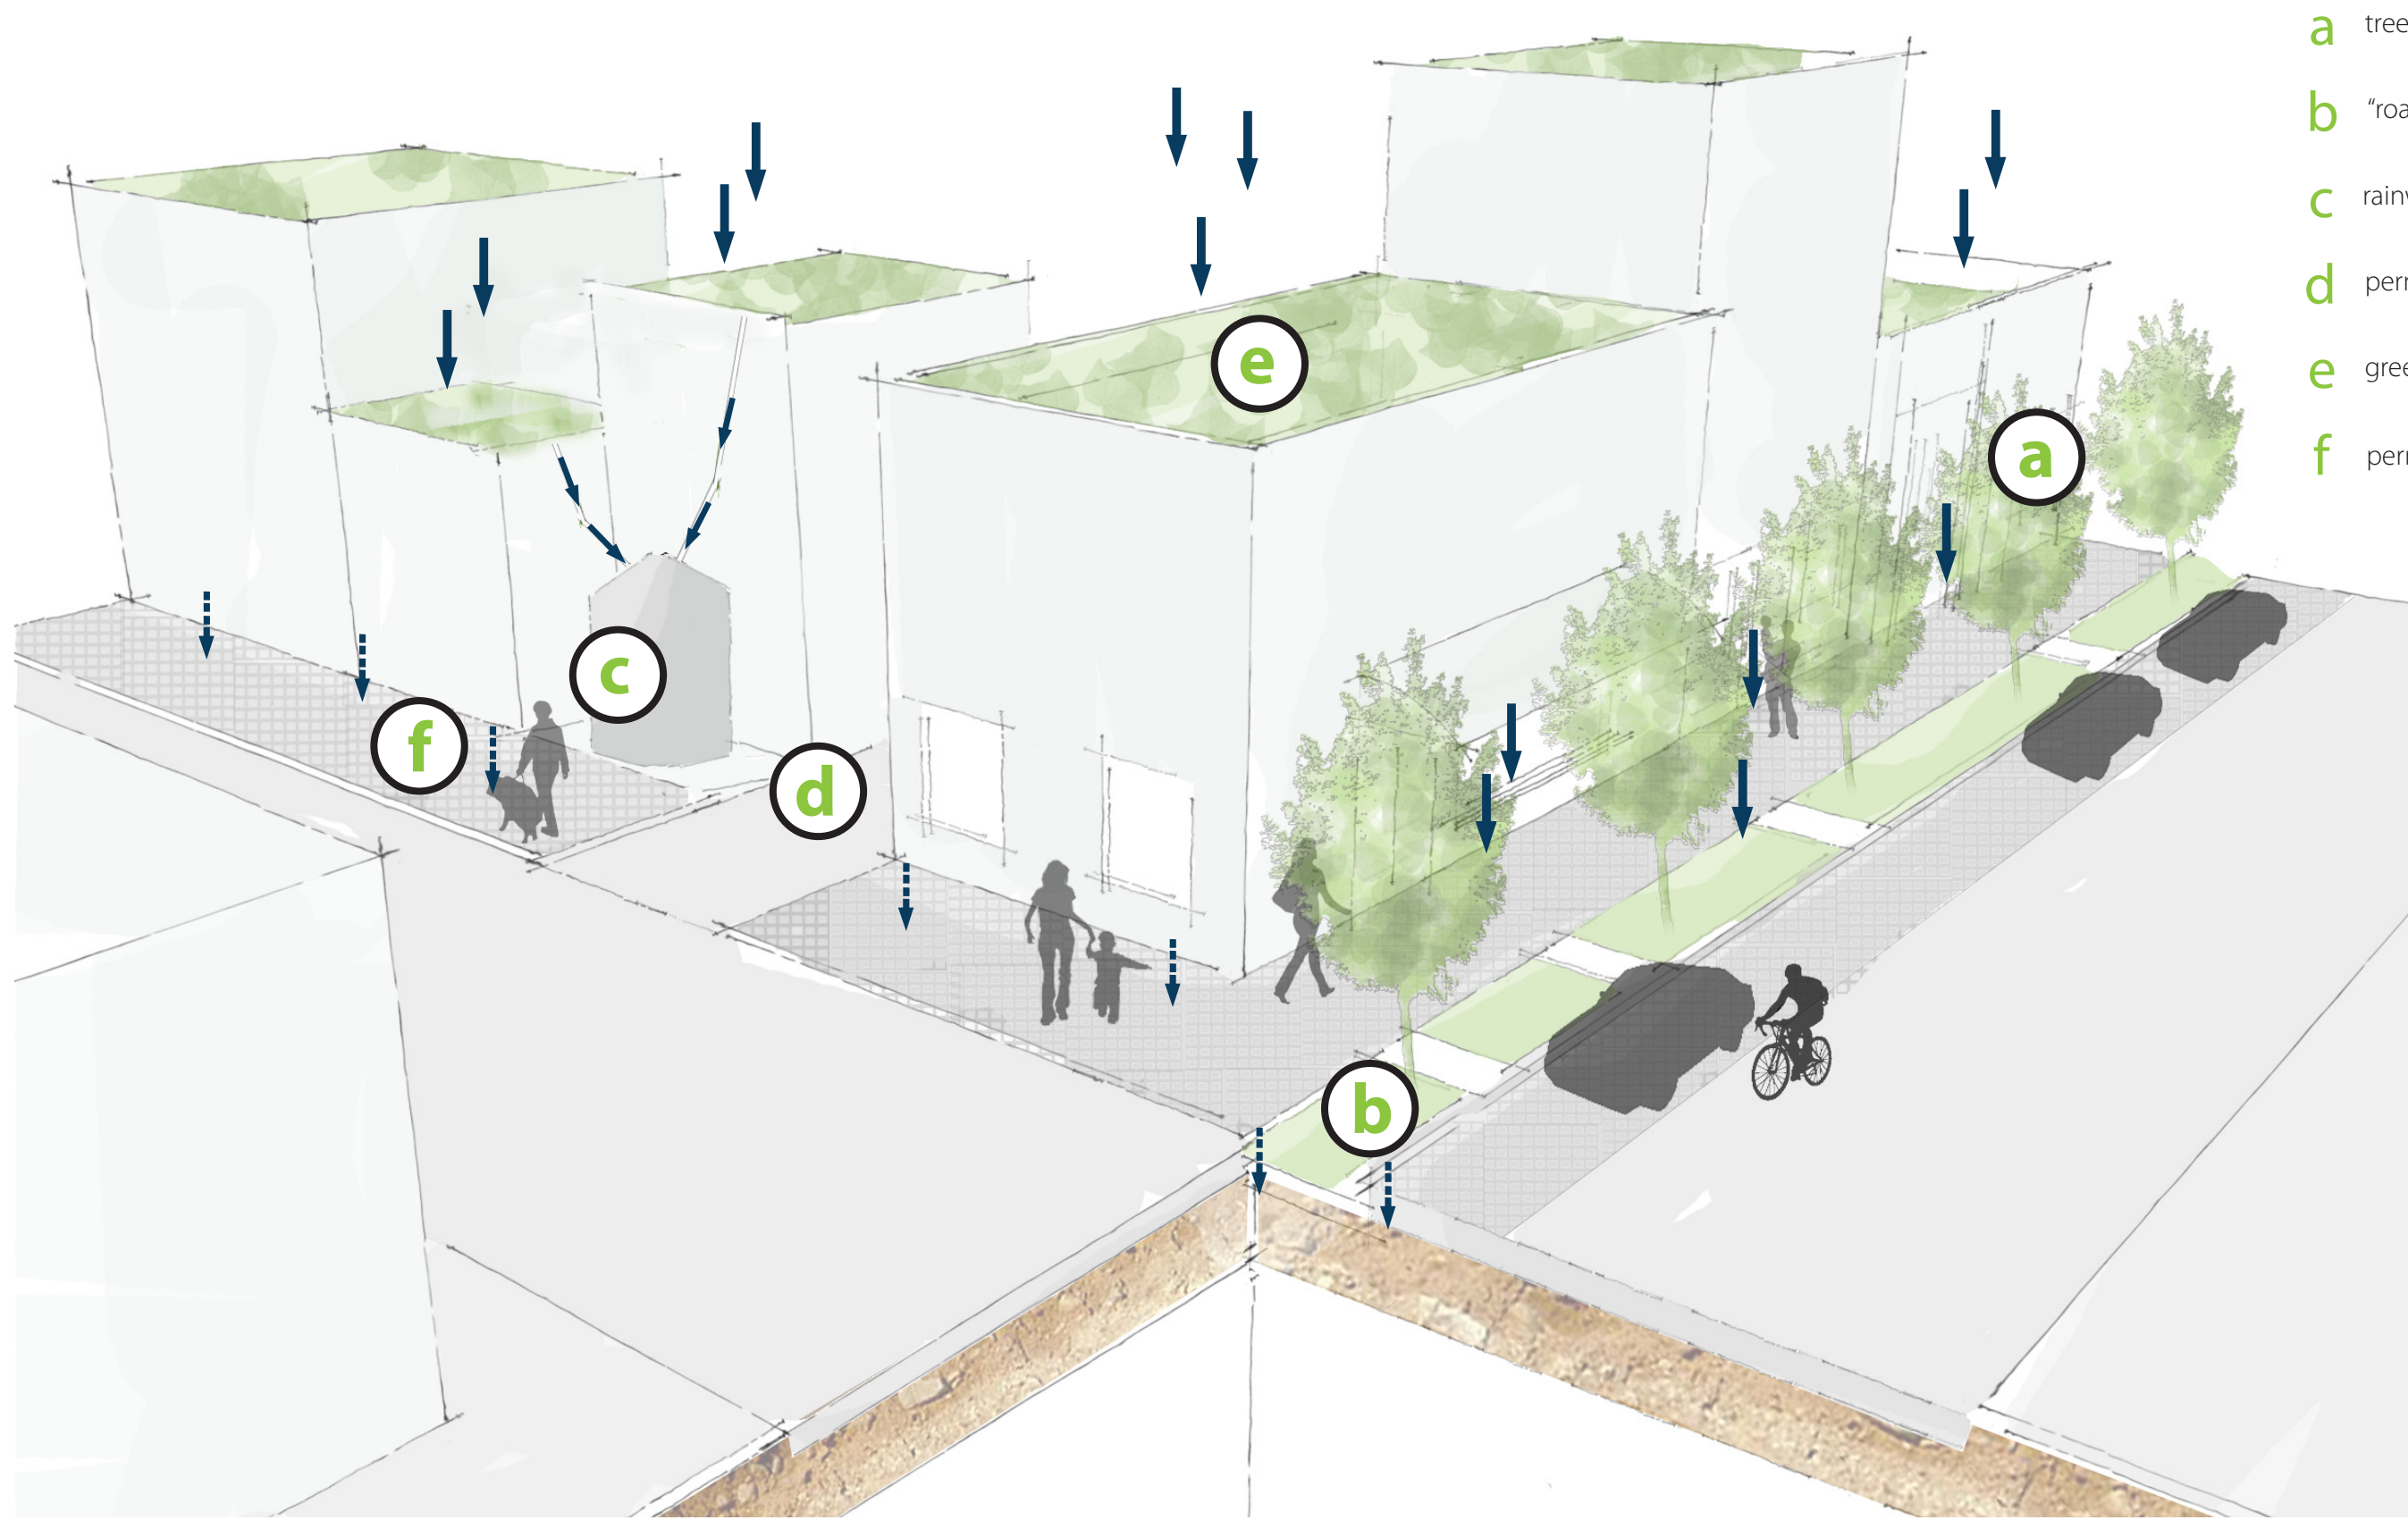 a tree
b “roa
c rain
d per
e gree
f per
e
a
c
f
d
b